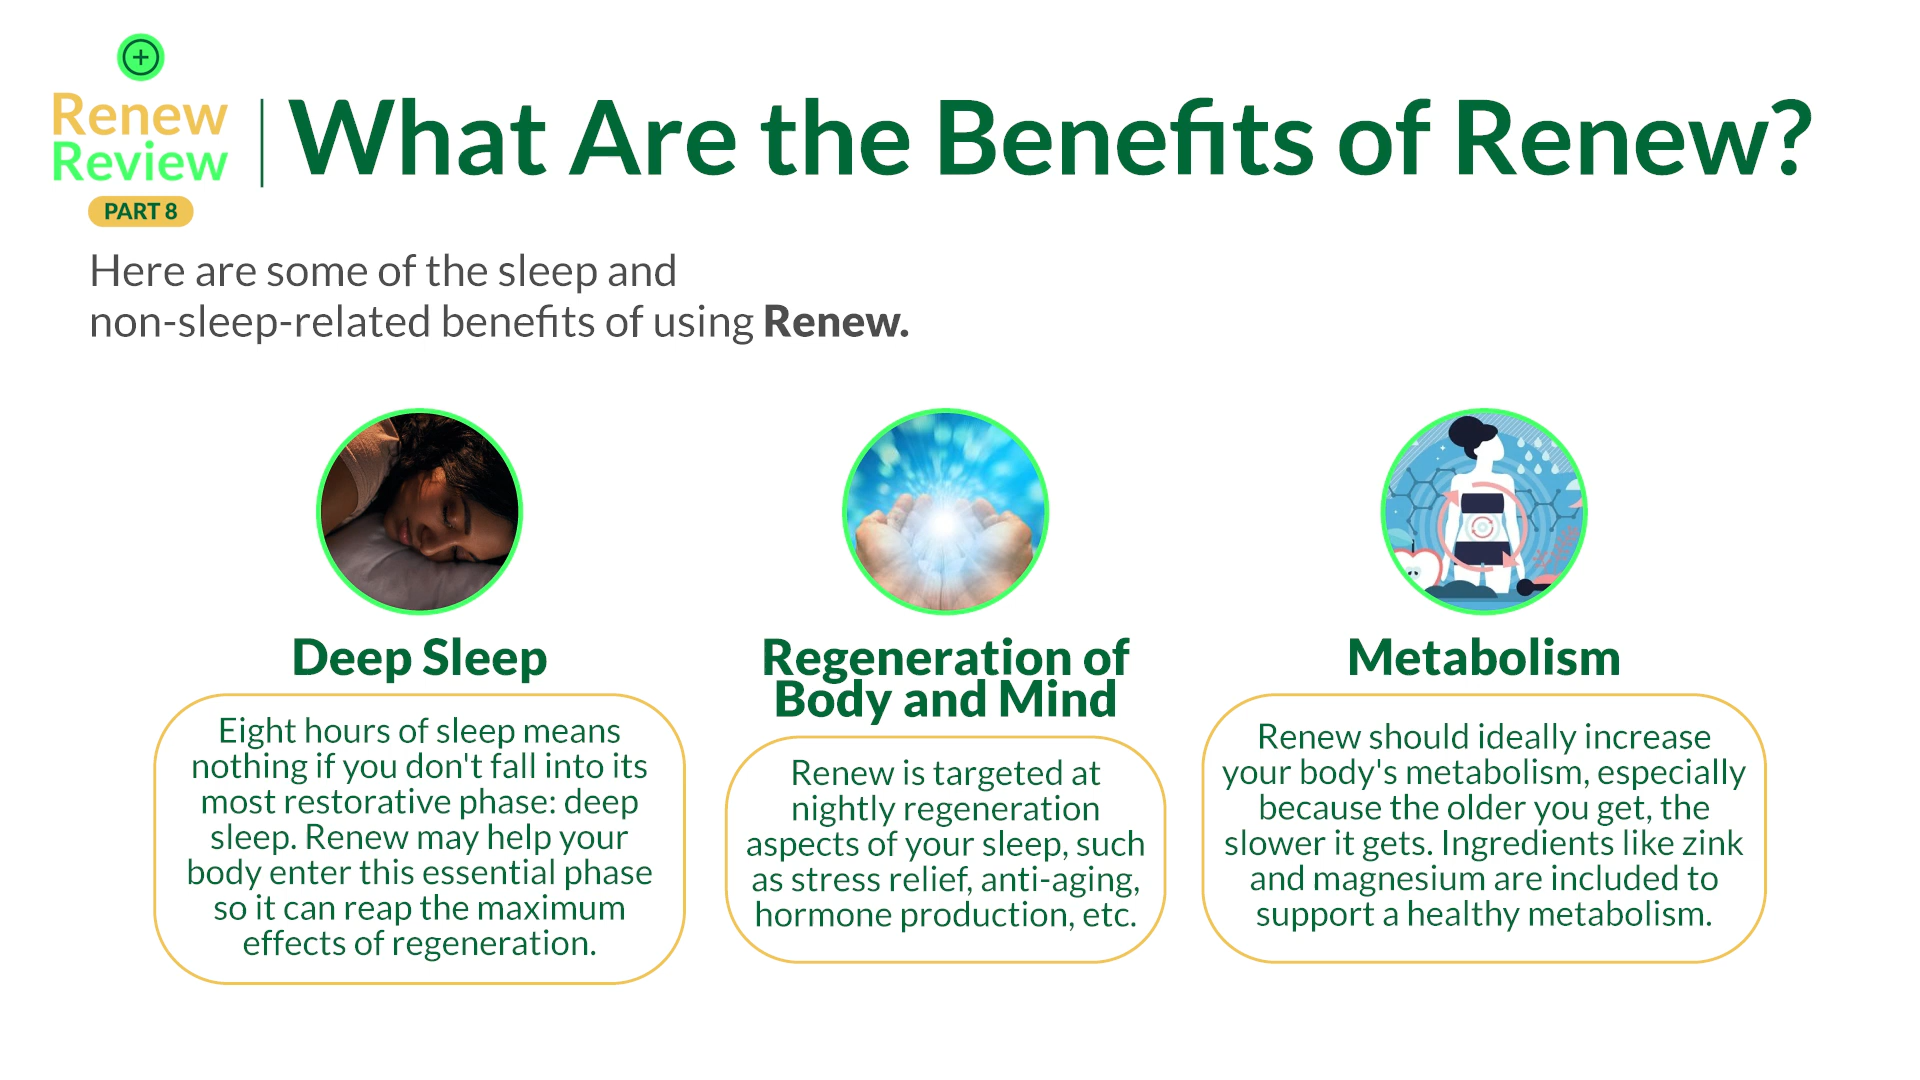 Renew
Review
PART 8
What Are the Benefits of Renew?
Here are some of the sleep and
non-sleep-related benefits of using Renew.
Deep Sleep
Eight hours of sleep means
nothing if you don't fall into its
most restorative phase: deep
sleep. Renew may help your
body enter this essential phase
so it can reap the maximum
effects of regeneration.
Regeneration of
Body and Mind
Renew is targeted at
nightly regeneration
aspects of your sleep, such
as stress relief, anti-aging,
hormone production, etc.
Metabolism
Renew should ideally increase
your body's metabolism, especially
because the older you get, the
slower it gets. Ingredients like zink
and magnesium are included to
support a healthy metabolism.